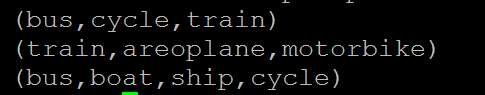 (bus,cycle,train)
(train,areoplane,motorbike)
(bus,boat,ship,cycle)